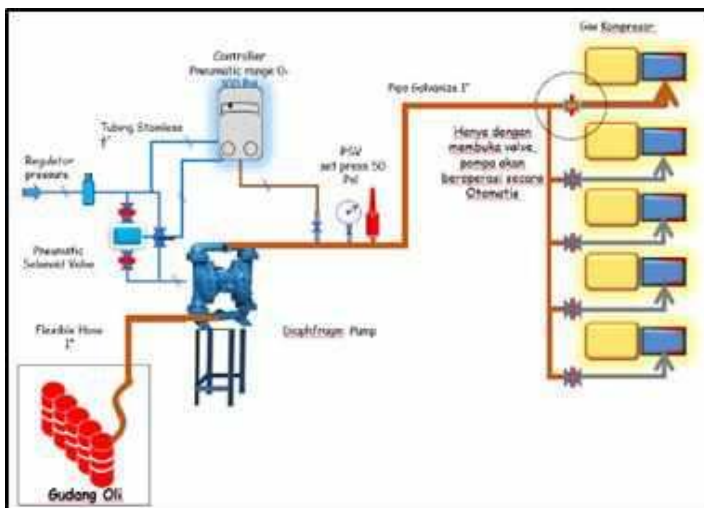 Gas Kompresor
Controller
Pneumatic range 0-
Pipa Galvanize 1"
Tubing Stainless
Regulator
pressure
PSV
set press 50
Psi
Hanya dengan
membuka valve,
pompa akan
beroperasi secara
Otomatis
Pneumatic
Solenoid Valve
Flexible Hose
1"
Diaphfragm Pump
Gudang Oli